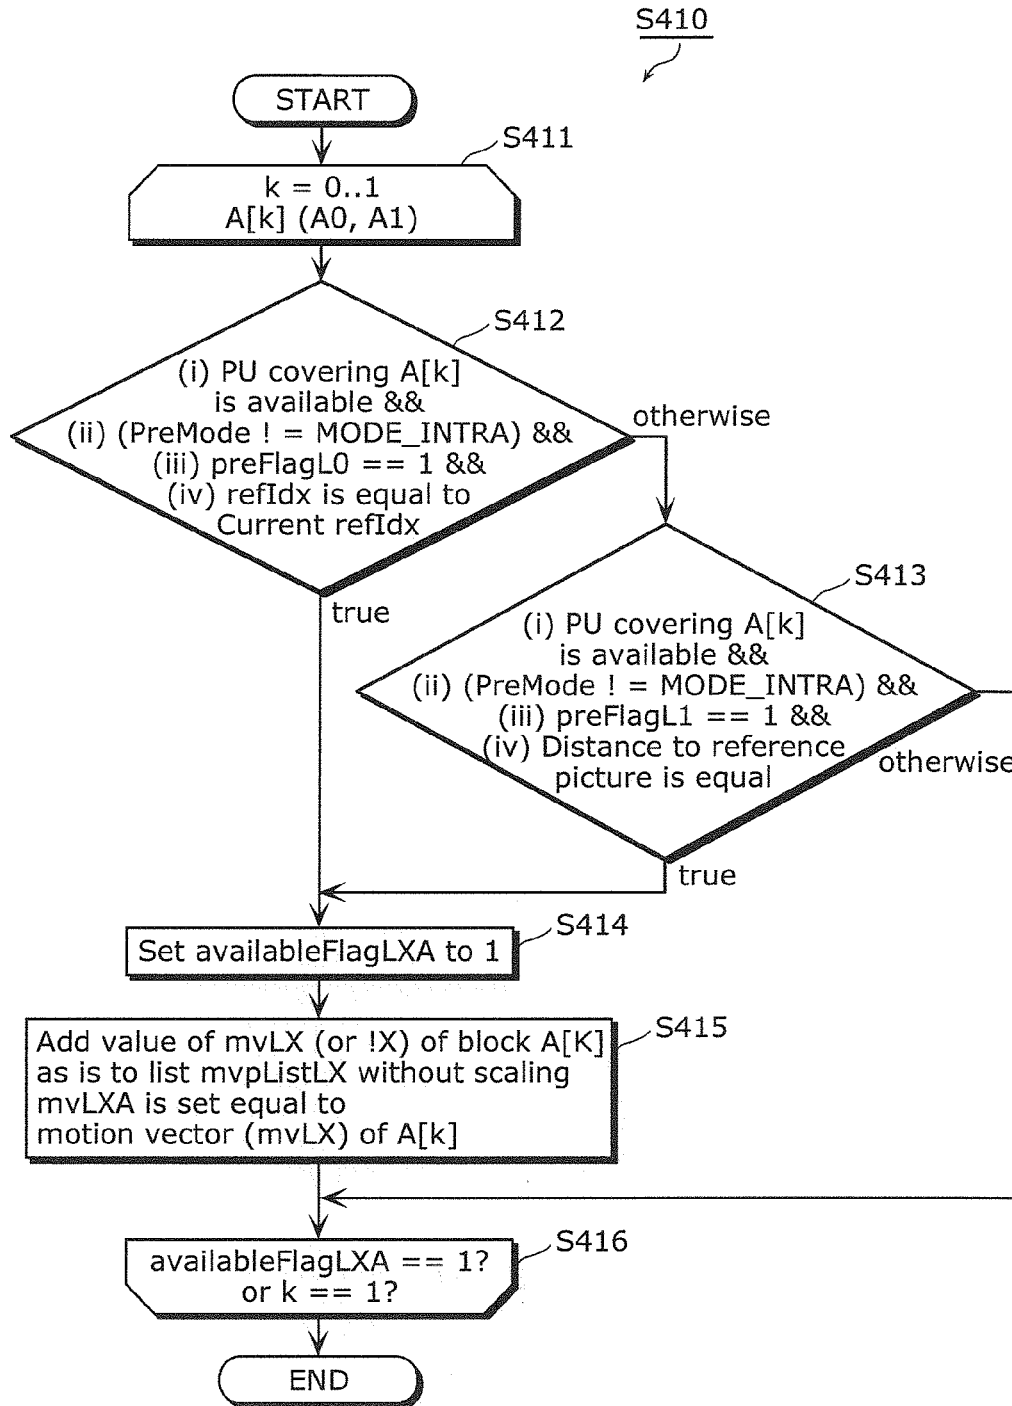 S410
START
S411
k = 0..1
A[k] (A0, A1)
S412
(i) PU covering A[k]
is available &&
(ii) (PreMode ! = MODE_INTRA) &&
(iii) preFlagL0 == 1 &&
(iv) refIdx is equal to
Current refIdx
otherwise
true
S413
(i) PU covering A[k]
is available &&
(ii) (PreMode ! = MODE_INTRA) &&
(iii) preFlagL1 == 1 &&
(iv) Distance to reference
picture is equal
otherwise
true
S414
Set availableFlagLXA to 1
S415
Add value of mvLX (or !X) of block A[K]
as is to list mvpListLX without scaling
mvLXA is set equal to
motion vector (mvLX) of A[k]
S416
availableFlagLXA == 1?
or k == 1?
END